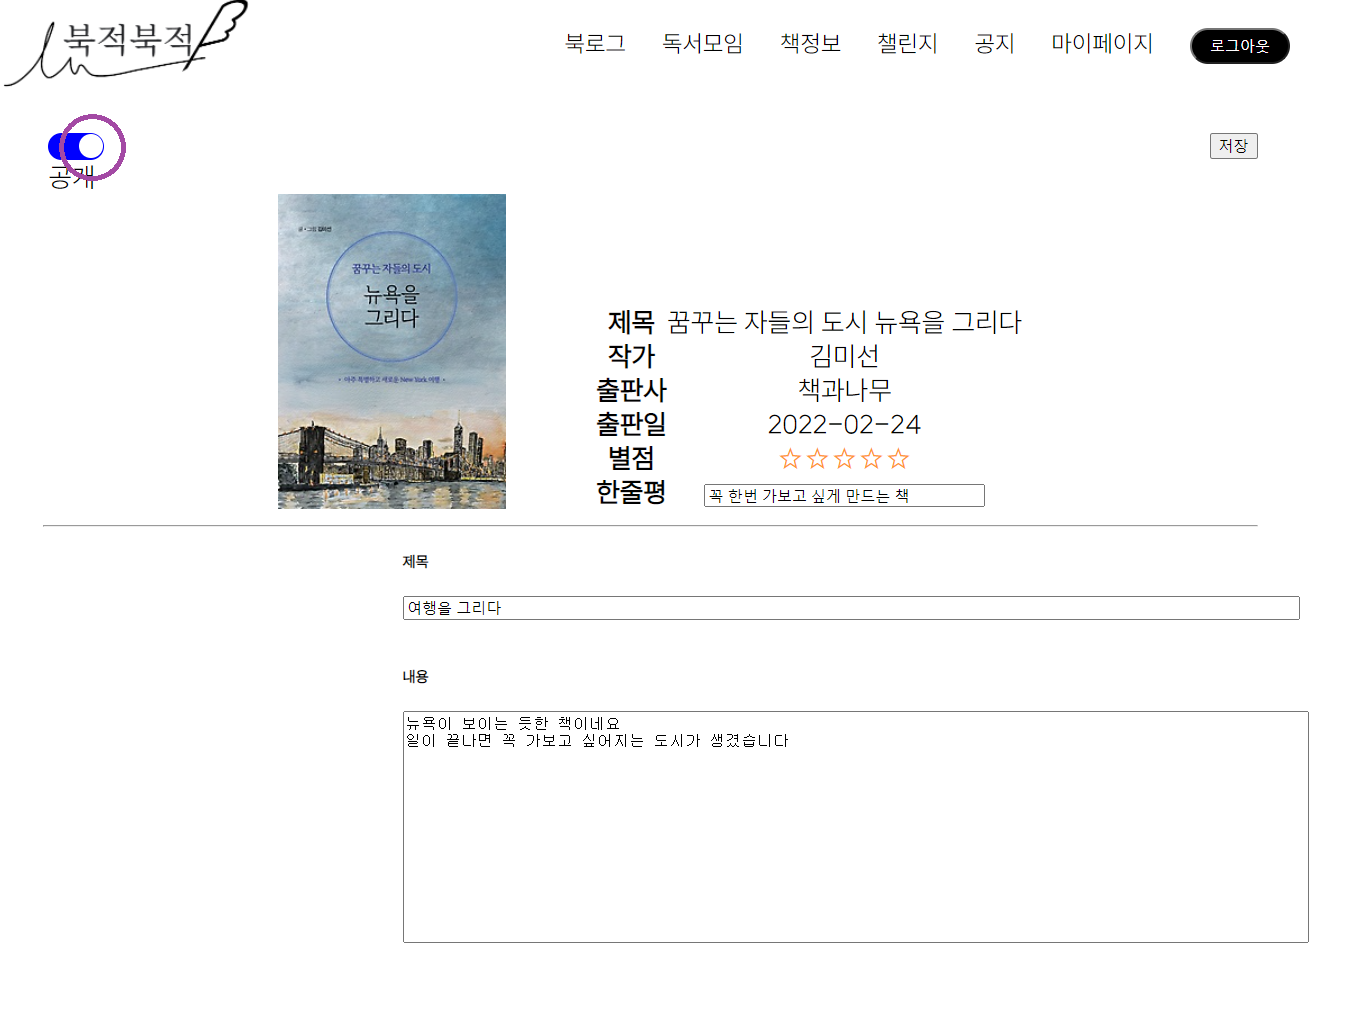 북적북적
북로그 독서모임 책정보 챌린지 공지 마이페이지 로그아웃
저장
공개
글·그림 김미선
꿈꾸는 자들의 도시
뉴욕을
그리다
• 아주 특별하고 새로운 New York 여행 •
제목 꿈꾸는 자들의 도시 뉴욕을 그리다
작가 김미선
출판사 책과나무
출판일 2022-02-24
별점 ☆☆☆☆☆
한줄평 꼭 한번 가보고 싶게 만드는 책
제목
여행을 그리다
내용
뉴욕이 보이는 듯한 책이네요
일이 끝나면 꼭 가보고 싶어지는 도시가 생겼습니다